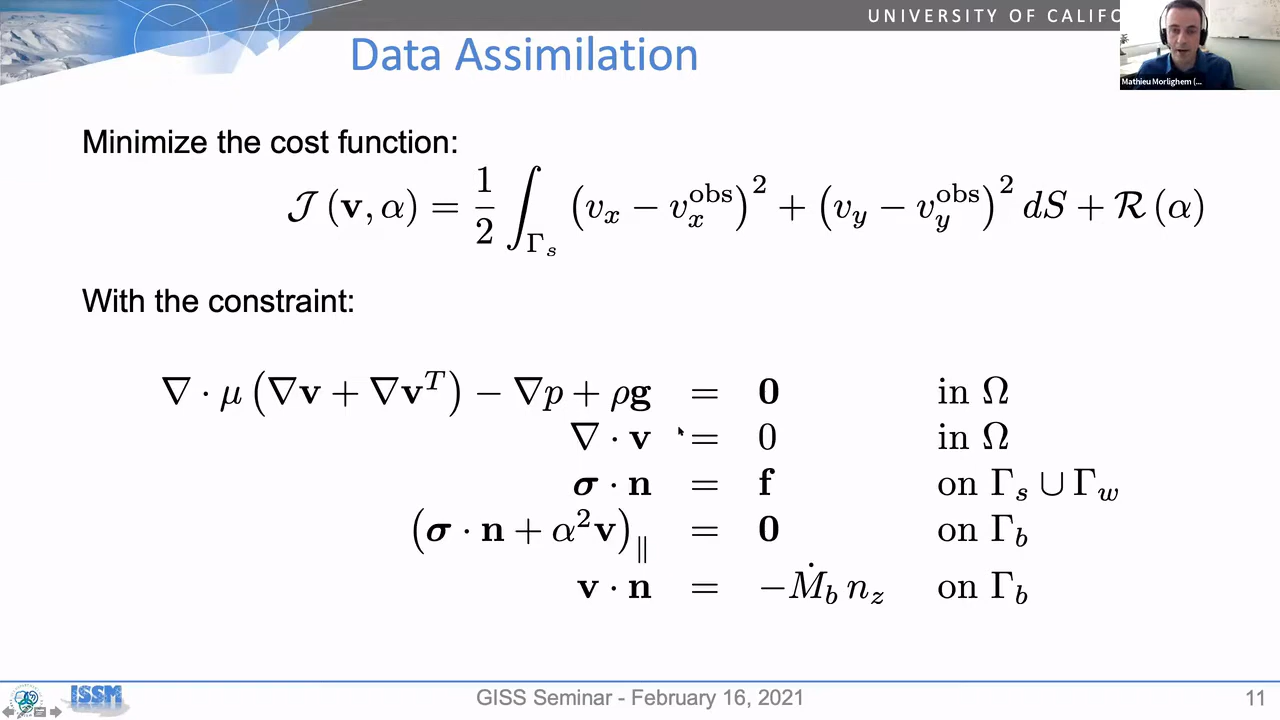 UNIVERSITY OF CALIFO
Data Assimilation
Mathieu Morlighem (...
Minimize the cost function:
𝒥 (𝐯, α) = 1/2 ∫_Γₛ (v_x − v_x^obs)² + (v_y − v_y^obs)² dS + ℛ (α)
With the constraint:
∇ · μ (∇𝐯 + ∇𝐯ᵀ) − ∇p + ρ𝐠 = 𝟎 in Ω
∇ · 𝐯 = 0 in Ω
𝛔 · 𝐧 = 𝐟 on Γ_s ∪ Γ_w
(𝛔 · 𝐧 + α²𝐯)_∥ = 𝟎 on Γ_b
𝐯 · 𝐧 = −Ṁ_b n_z on Γ_b
ISSM
GISS Seminar - February 16, 2021
11